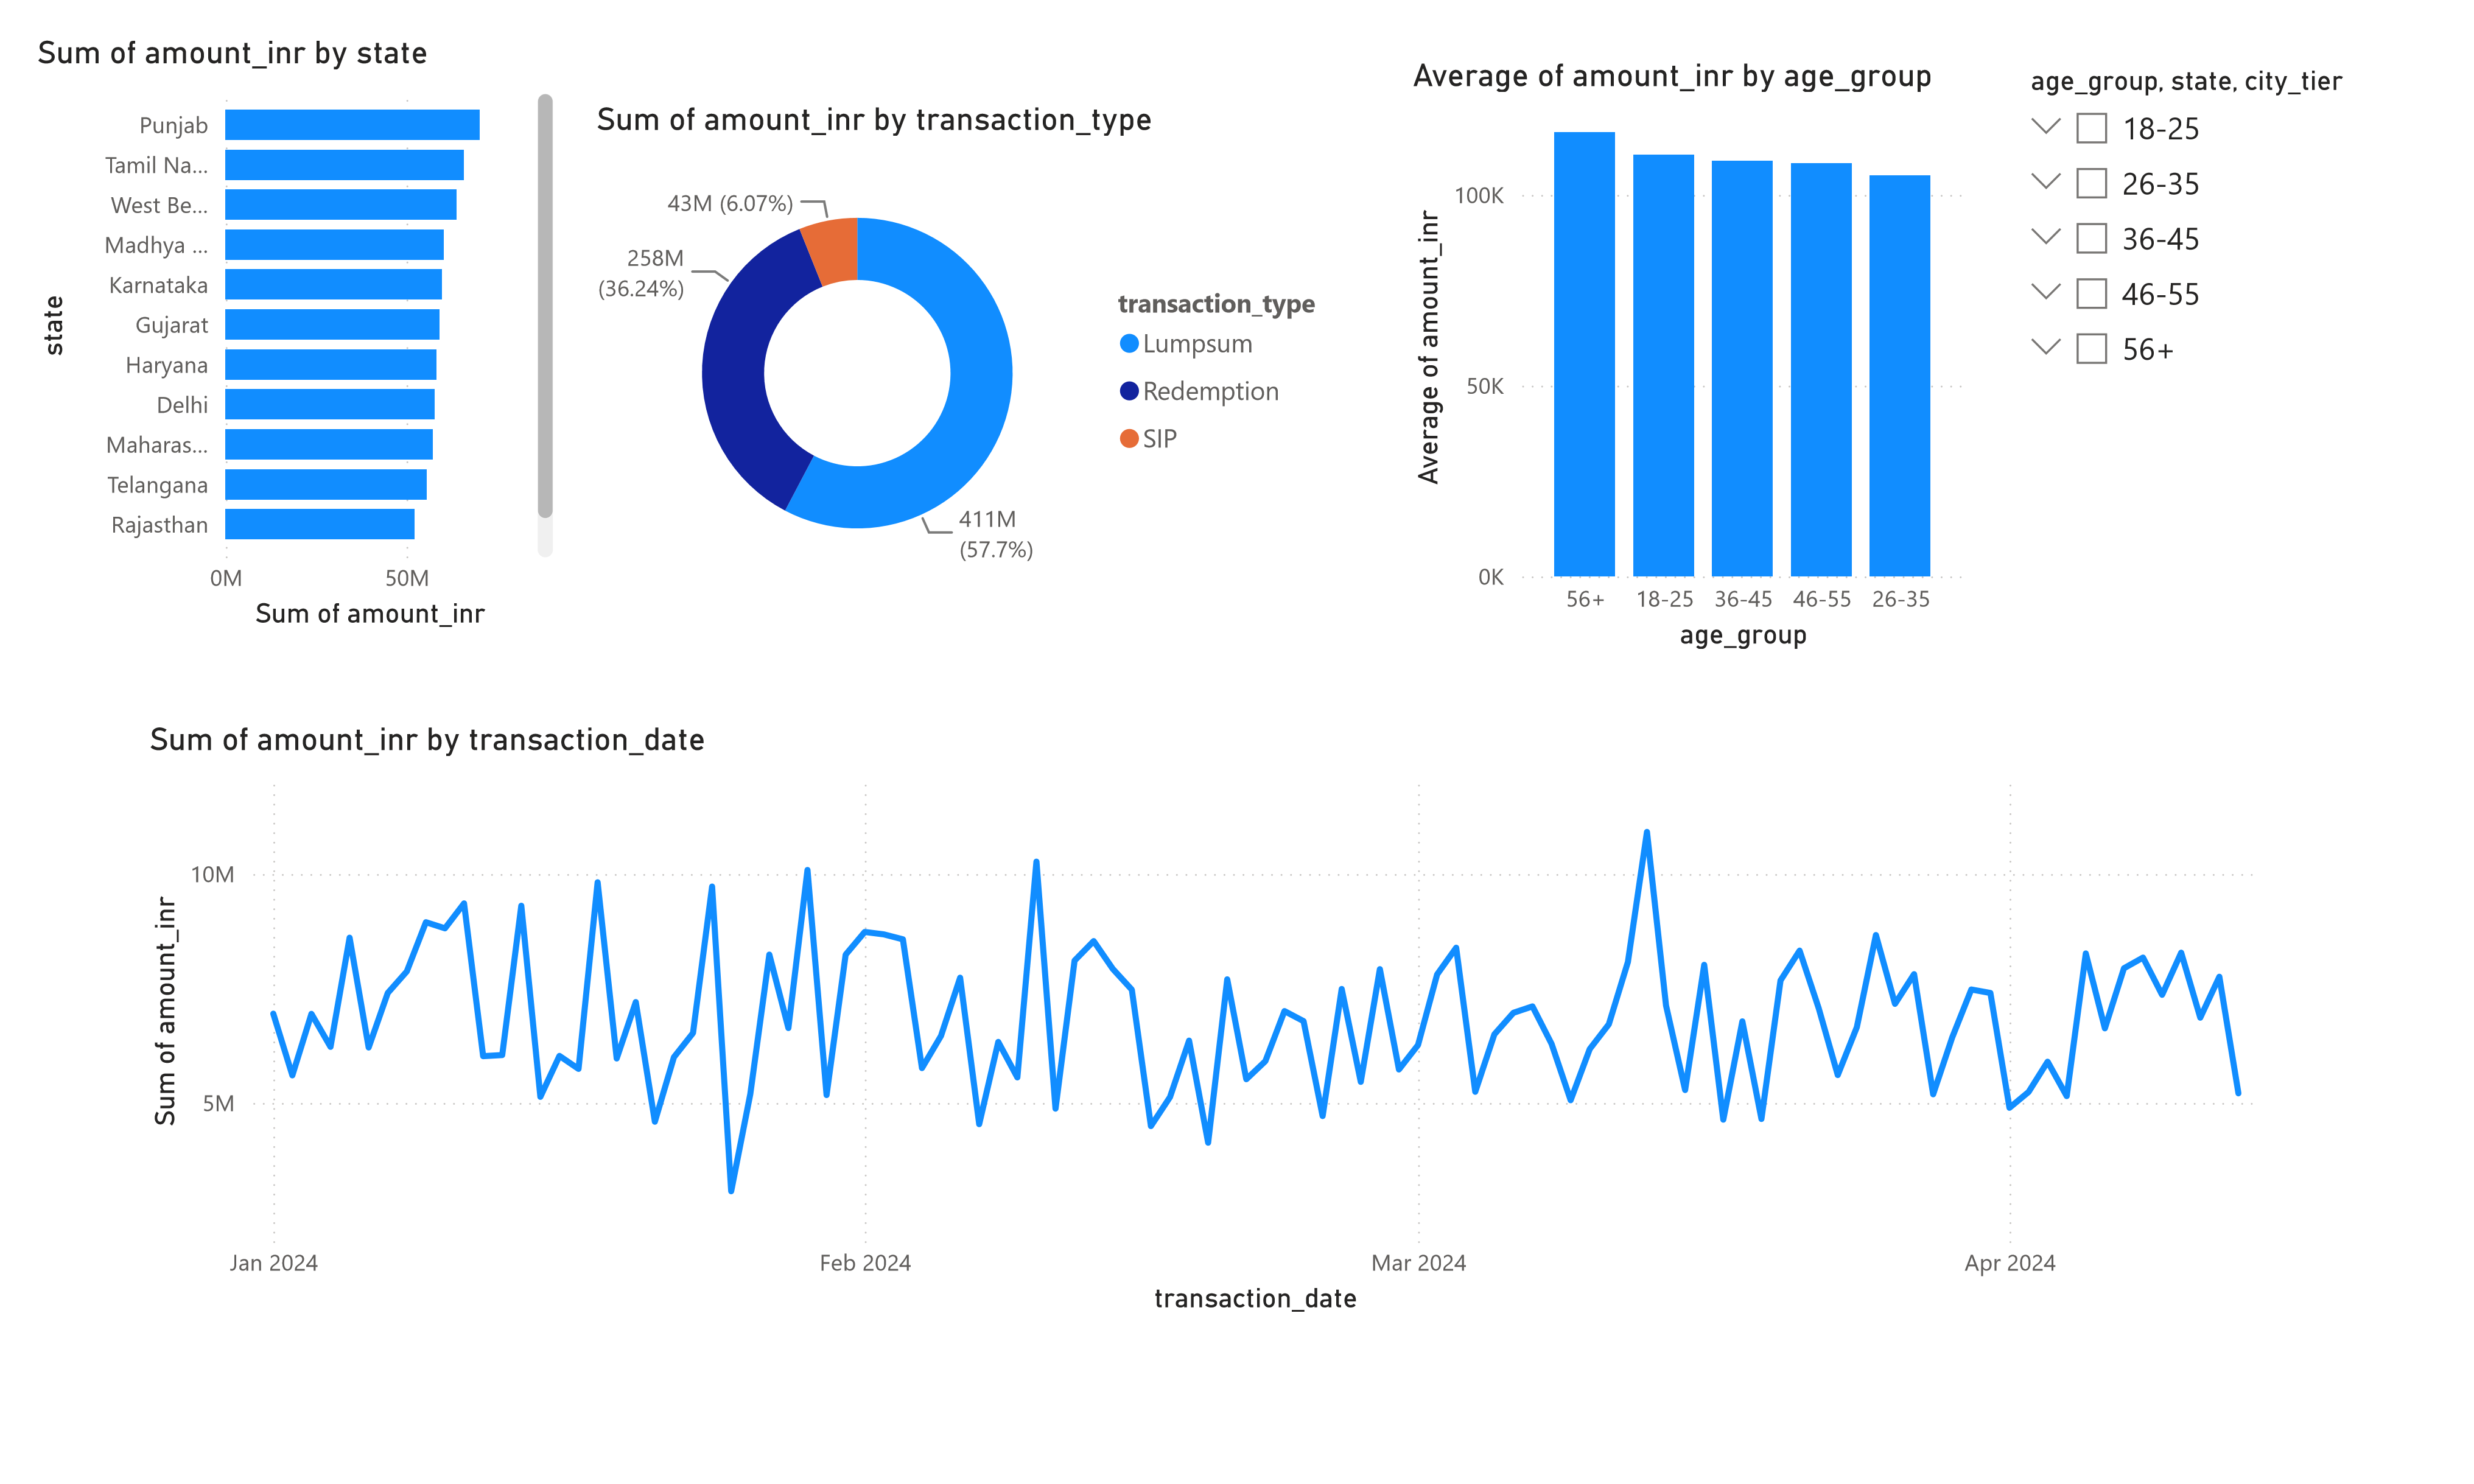 Sum of amount_inr by state
state
Punjab
Tamil Na...
West Be...
Madhya ...
Karnataka
Gujarat
Haryana
Delhi
Maharas...
Telangana
Rajasthan
0M
50M
Sum of amount_inr
Sum of amount_inr by transaction_type
43M (6.07%)
258M
(36.24%)
411M
(57.7%)
transaction_type
Lumpsum
Redemption
SIP
Average of amount_inr by age_group
Average of amount_inr
100K
50K
0K
56+
18-25
36-45
46-55
26-35
age_group
age_group, state, city_tier
18-25
26-35
36-45
46-55
56+
Sum of amount_inr by transaction_date
Sum of amount_inr
10M
5M
Jan 2024
Feb 2024
Mar 2024
Apr 2024
transaction_date